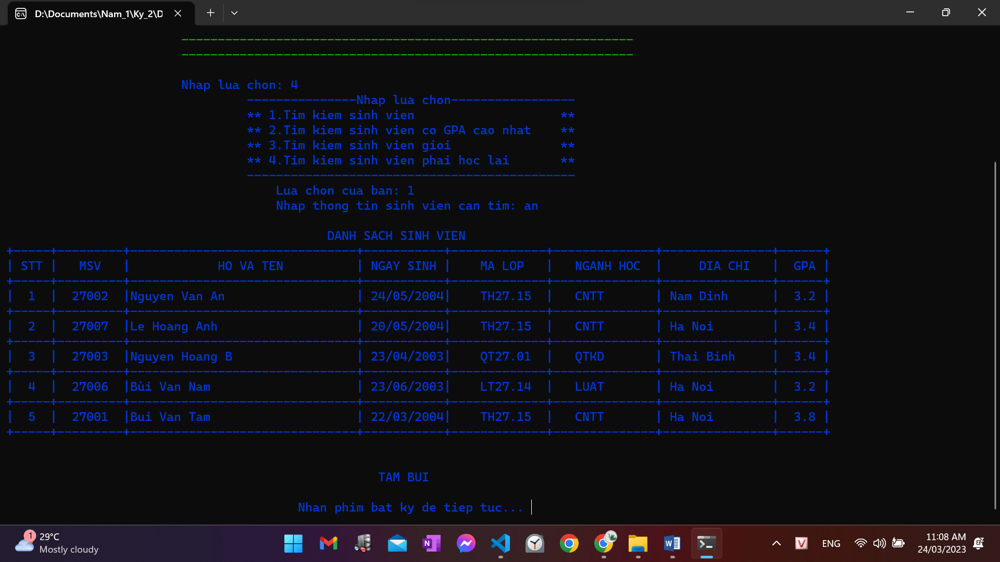 D:\Documents\Nam_1\Ky_2\D
Nhap lua chon: 4
---------------Nhap lua chon-----------------
** 1.Tim kiem sinh vien **
** 2.Tim kiem sinh vien co GPA cao nhat **
** 3.Tim kiem sinh vien gioi **
** 4.Tim kiem sinh vien phai hoc lai **
Lua chon cua ban: 1
Nhap thong tin sinh vien can tim: an
DANH SACH SINH VIEN
| STT | MSV | HO VA TEN | NGAY SINH | MA LOP | NGANH HOC | DIA CHI | GPA |
| 1 | 27002 |Nguyen Van An | 24/05/2004| TH27.15 | CNTT | Nam Dinh | 3.2 |
| 2 | 27007 |Le Hoang Anh | 20/05/2004| TH27.15 | CNTT | Ha Noi | 3.4 |
| 3 | 27003 |Nguyen Hoang B | 23/04/2003| QT27.01 | QTKD | Thai Binh | 3.4 |
| 4 | 27006 |Bùi Van Nam | 23/06/2003| LT27.14 | LUAT | Ha Noi | 3.2 |
| 5 | 27001 |Bui Van Tam | 22/03/2004| TH27.15 | CNTT | Ha Noi | 3.8 |
TAM BUI
Nhan phim bat ky de tiep tuc...
1
29°C
Mostly cloudy
ENG
11:08 AM
24/03/2023